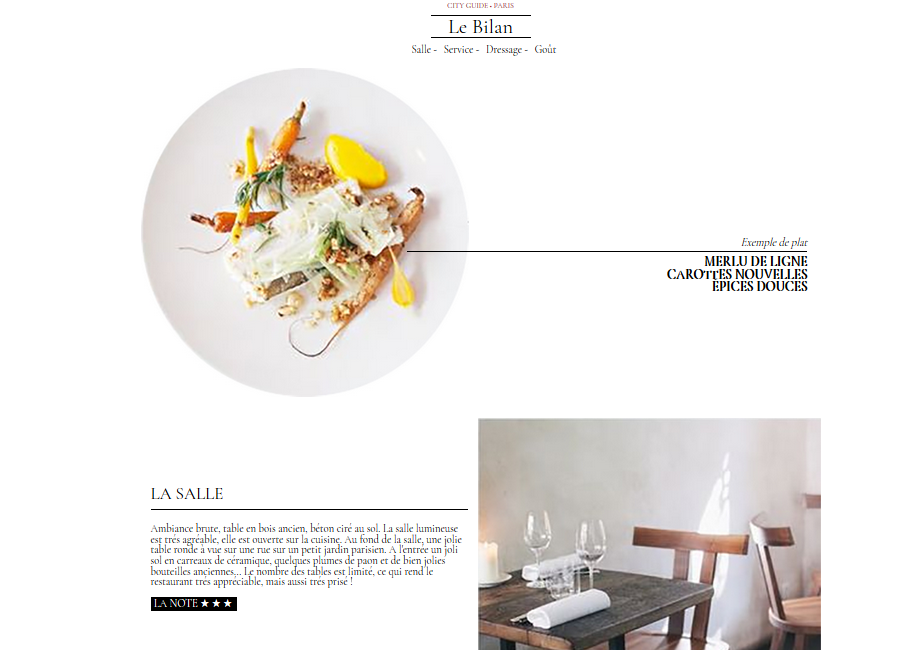 CITY GUIDE - PARIS
Le Bilan
Salle - Service - Dressage - Goût
Exemple de plat
MERLU DE LIGNE
CAROTTES NOUVELLES
EPICES DOUCES
LA SALLE
Ambiance brute, table en bois ancien, béton ciré au sol. La salle lumineuse
est trés agréable, elle est ouverte sur la cuisine. Au fond de la salle, une jolie
table ronde à vue sur une rue sur un petit jardin parisien. A l'entrée un joli
sol en carreaux de céramique, quelques plumes de paon et de bien jolies
bouteilles anciennes... Le nombre des tables est limité, ce qui rend le
restaurant trés appréciable, mais aussi trés prisé !
LA NOTE ★ ★ ★